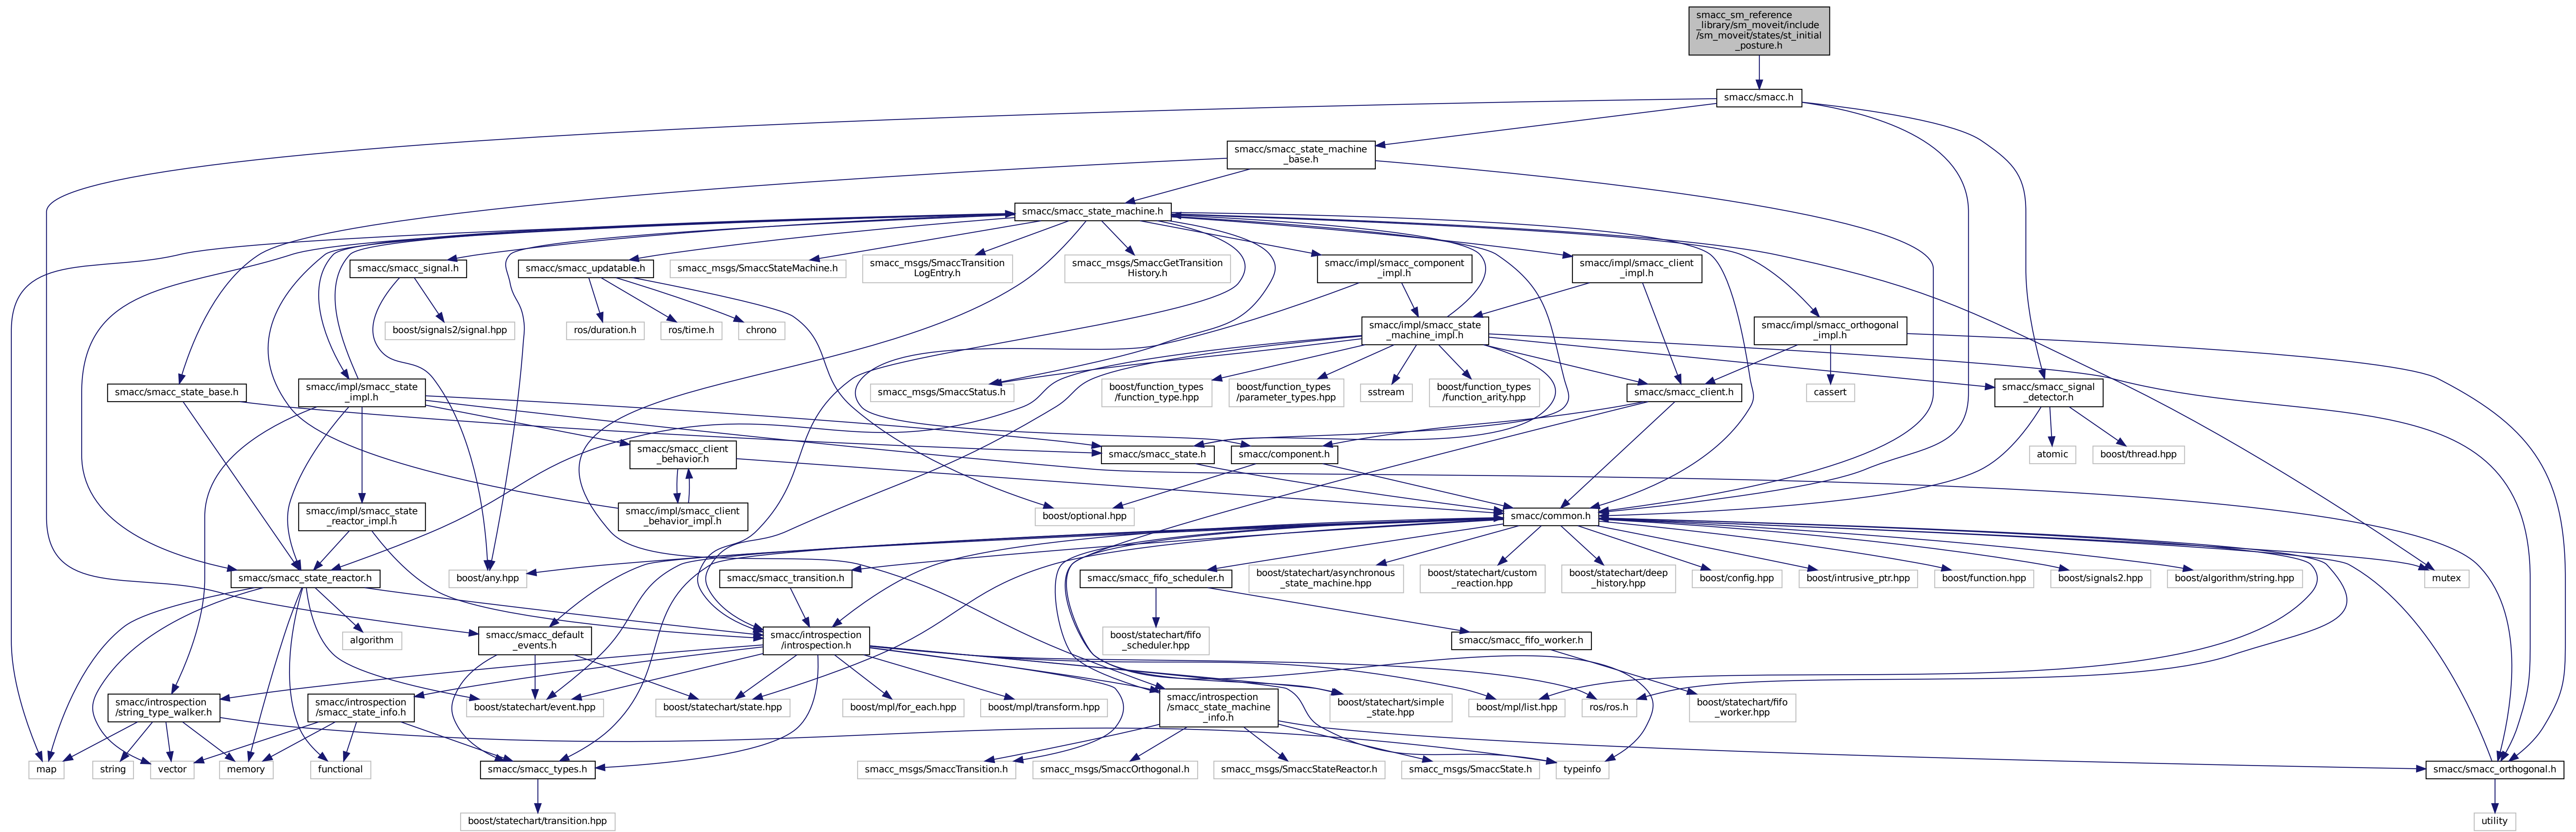 smacc_sm_reference
_library/sm_moveit/include
/sm_moveit/states/st_initial
_posture.h
smacc/smacc.h
smacc/smacc_state_machine
_base.h
smacc/smacc_state_machine.h
smacc/smacc_signal.h
smacc/smacc_updatable.h
smacc_msgs/SmaccStateMachine.h
smacc_msgs/SmaccTransition
LogEntry.h
smacc_msgs/SmaccGetTransition
History.h
smacc/impl/smacc_component
_impl.h
smacc/impl/smacc_client
_impl.h
boost/signals2/signal.hpp
ros/duration.h
ros/time.h
chrono
smacc/impl/smacc_state
_machine_impl.h
smacc/impl/smacc_orthogonal
_impl.h
smacc/smacc_state_base.h
smacc/impl/smacc_state
_impl.h
smacc_msgs/SmaccStatus.h
boost/function_types
/function_type.hpp
boost/function_types
/parameter_types.hpp
sstream
boost/function_types
/function_arity.hpp
smacc/smacc_client.h
cassert
smacc/smacc_signal
_detector.h
smacc/smacc_client
_behavior.h
smacc/smacc_state.h
smacc/component.h
atomic
boost/thread.hpp
smacc/impl/smacc_state
_reactor_impl.h
smacc/impl/smacc_client
_behavior_impl.h
boost/optional.hpp
smacc/common.h
smacc/smacc_state_reactor.h
boost/any.hpp
smacc/smacc_transition.h
smacc/smacc_fifo_scheduler.h
boost/statechart/asynchronous
_state_machine.hpp
boost/statechart/custom
_reaction.hpp
boost/statechart/deep
_history.hpp
boost/config.hpp
boost/intrusive_ptr.hpp
boost/function.hpp
boost/signals2.hpp
boost/algorithm/string.hpp
mutex
algorithm
smacc/smacc_default
_events.h
smacc/introspection
/introspection.h
boost/statechart/fifo
_scheduler.hpp
smacc/smacc_fifo_worker.h
smacc/introspection
/string_type_walker.h
smacc/introspection
/smacc_state_info.h
boost/statechart/event.hpp
boost/statechart/state.hpp
boost/mpl/for_each.hpp
boost/mpl/transform.hpp
smacc/introspection
/smacc_state_machine
_info.h
boost/statechart/simple
_state.hpp
boost/mpl/list.hpp
ros/ros.h
boost/statechart/fifo
_worker.hpp
map
string
vector
memory
functional
smacc/smacc_types.h
smacc_msgs/SmaccTransition.h
smacc_msgs/SmaccOrthogonal.h
smacc_msgs/SmaccStateReactor.h
smacc_msgs/SmaccState.h
typeinfo
smacc/smacc_orthogonal.h
boost/statechart/transition.hpp
utility